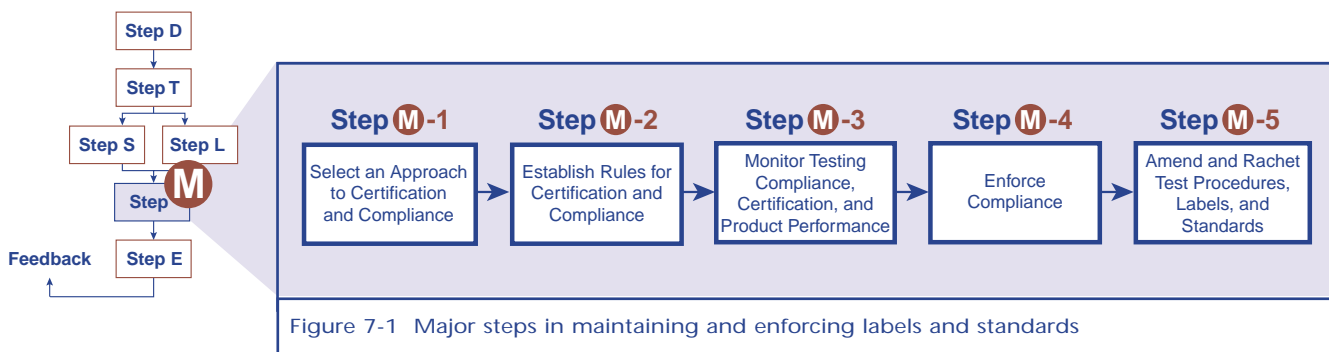 Step D
Step T
Step S
Step L
Step M
Step E
Feedback
Step M-1
Select an Approach
to Certification
and Compliance
Step M-2
Establish Rules for
Certification and
Compliance
Step M-3
Monitor Testing
Compliance,
Certification, and
Product Performance
Step M-4
Enforce
Compliance
Step M-5
Amend and Rachet
Test Procedures,
Labels, and
Standards
Figure 7-1 Major steps in maintaining and enforcing labels and standards